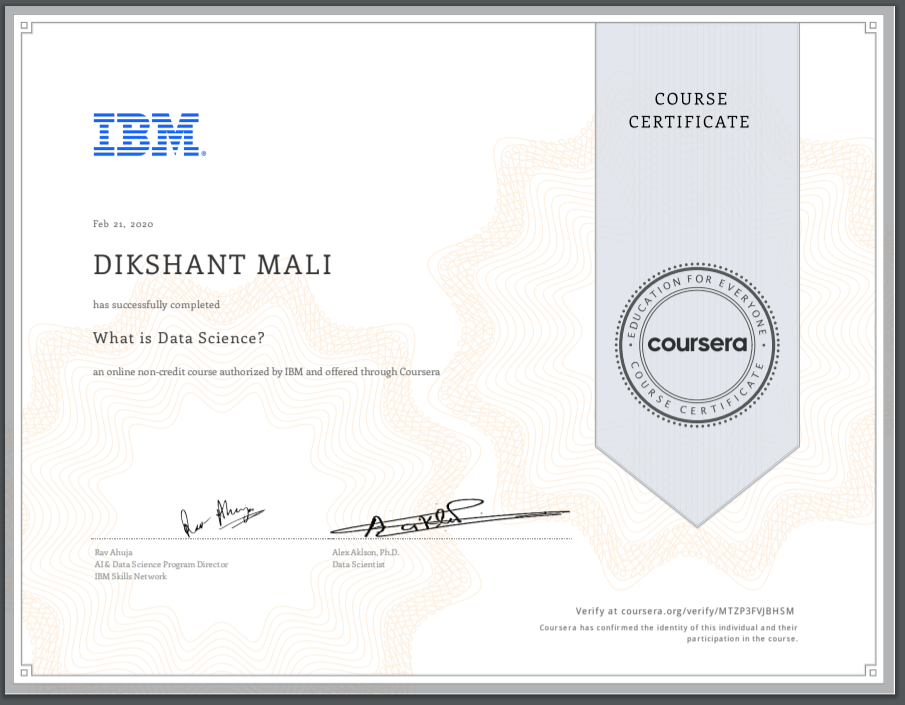 COURSE
CERTIFICATE
IBM®
Feb 21, 2020
DIKSHANT MALI
has successfully completed
What is Data Science?
an online non-credit course authorized by IBM and offered through Coursera
EDUCATION FOR EVERYONE
coursera
COURSE CERTIFICATE
Rav Ahuja
AI & Data Science Program Director
IBM Skills Network
Alex Aklson, Ph.D.
Data Scientist
Verify at coursera.org/verify/MTZP3FVJBHSM
Coursera has confirmed the identity of this individual and their
participation in the course.